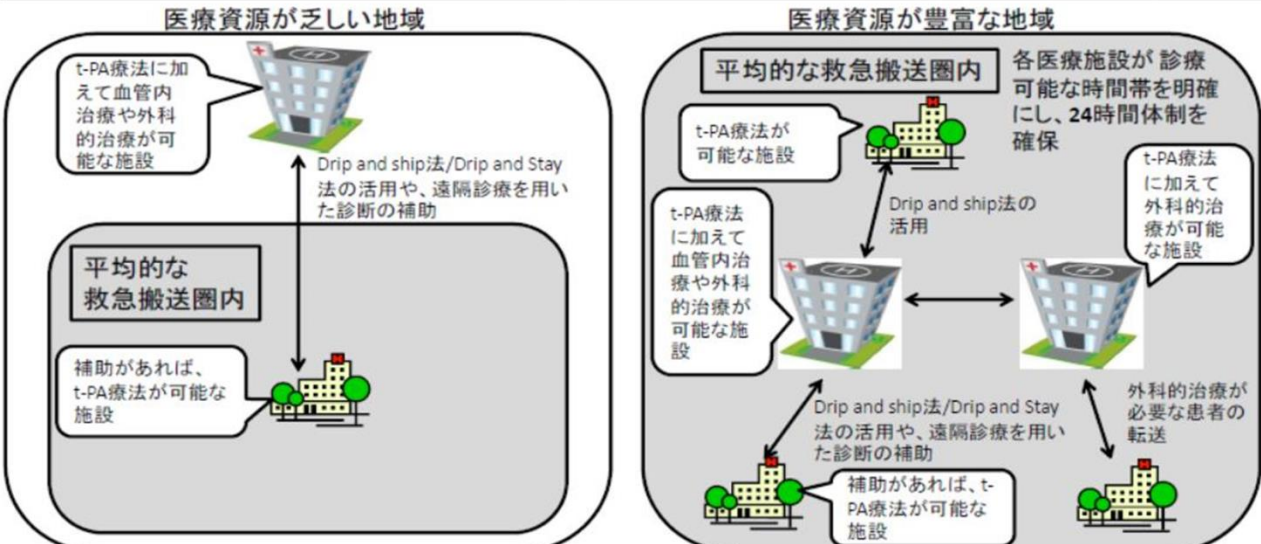 医療資源が乏しい地域
t-PA療法に加
えて血管内
治療や外科
的治療が可
能な施設
Drip and ship法/Drip and Stay
法の活用や、遠隔診療を用い
た診断の補助
平均的な
救急搬送圏内
補助があれば、
t-PA療法が可能な
施設
医療資源が豊富な地域
平均的な救急搬送圏内
各医療施設が 診療
可能な時間帯を明確
にし、24時間体制を
確保
t-PA療法が
可能な施設
t-PA療法
に加えて
外科的治
療が可能
な施設
Drip and ship法の
活用
t-PA療法
に加えて
血管内治
療や外科
的治療が
可能な施
設
Drip and ship法/Drip and Stay
法の活用や、遠隔診療を用い
た診断の補助
外科的治療が
必要な患者の
転送
補助があれば、t-
PA療法が可能な
施設